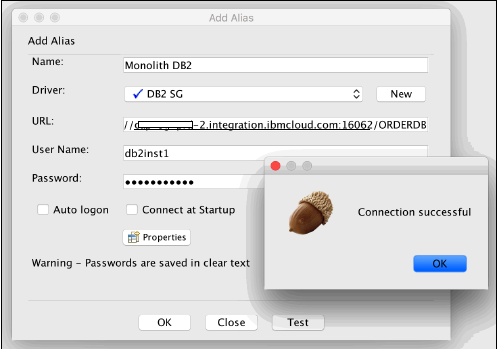 Add Alias
Add Alias
Name:
Monolith DB2
Driver:
DB2 SG
New
URL:
-2.integration.ibmcloud.com:16062/ORDERDB
User Name:
db2inst1
Password:
•••••••••••
Auto logon
Connect at Startup
Properties
Warning - Passwords are saved in clear text
OK
Close
Test
Connection successful
OK